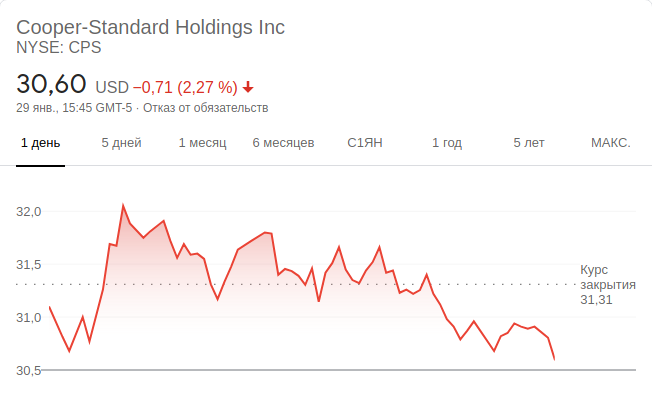 Cooper-Standard Holdings Inc
NYSE: CPS
30,60 USD −0,71 (2,27 %)
29 янв., 15:45 GMT-5 · Отказ от обязательств
1 день 5 дней 1 месяц 6 месяцев С1ЯН 1 год 5 лет МАКС.
32,0
31,5
Курс
закрытия
31,31
31,0
30,5